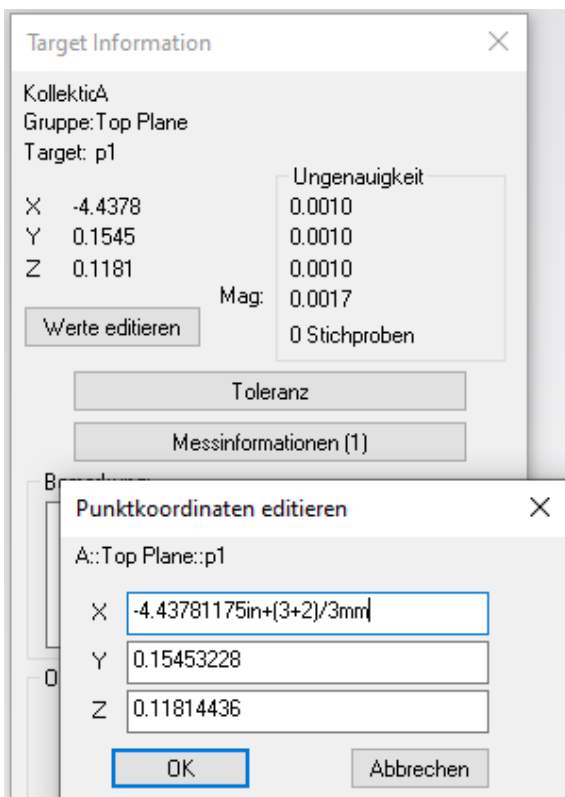 Target Information
KollekticA
Gruppe:Top Plane
Target: p1
Ungenauigkeit
X -4.4378 0.0010
Y 0.1545 0.0010
Z 0.1181 0.0010
Mag: 0.0017
Werte editieren
0 Stichproben
Toleranz
Messinformationen (1)
Punktkoordinaten editieren
A::Top Plane::p1
X -4.43781175in+(3+2)/3mm
Y 0.15453228
Z 0.11814436
OK Abbrechen